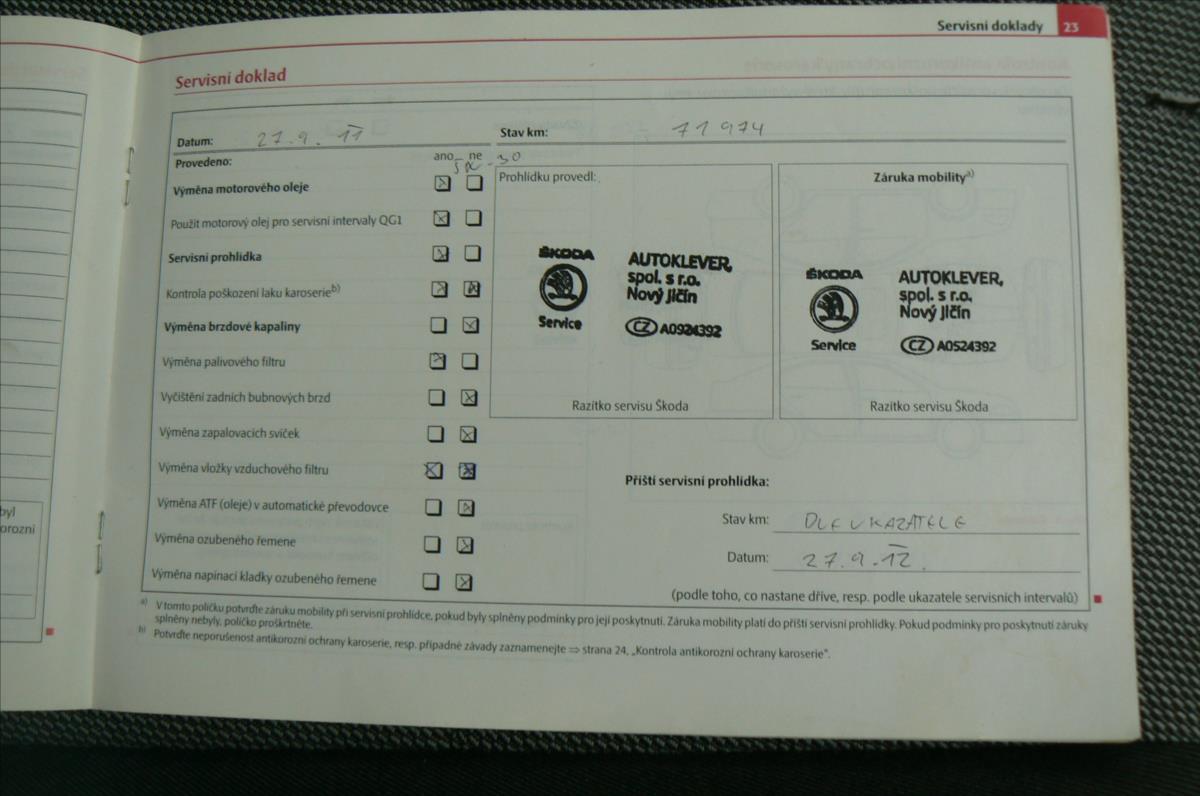 Servisní doklady 23
Servisní doklad
Datum: 27.9.11 Stav km: 71974
Provedeno: ano ne
Výměna motorového oleje
Použit motorový olej pro servisní intervaly QG1
Servisní prohlídka
Kontrola poškození laku karoserie b)
Výměna brzdové kapaliny
Výměna palivového filtru
Vyčištění zadních bubnových brzd
Výměna zapalovacích svíček
Výměna vložky vzduchového filtru
Výměna ATF (oleje) v automatické převodovce
Výměna ozubeného řemene
Výměna napínací kladky ozubeného řemene
Prohlídku provedl:
ŠKODA
Service
AUTOKLEVER,
spol. s r.o.
Nový Jičín
CZ A0924392
Razítko servisu Škoda
Záruka mobility a)
ŠKODA
Service
AUTOKLEVER,
spol. s r.o.
Nový Jičín
CZ A0524392
Razítko servisu Škoda
Příští servisní prohlídka:
Stav km: DLE UKAZATELE
Datum: 27.9.12.
(podle toho, co nastane dříve, resp. podle ukazatele servisních intervalů)
a) V tomto políčku potvrďte záruku mobility při servisní prohlídce, pokud byly splněny podmínky pro její poskytnutí. Záruka mobility platí do příští servisní prohlídky. Pokud podmínky pro poskytnutí záruky
splněny nebyly, políčko proškrtněte.
b) Potvrďte neporušenost antikorozní ochrany karoserie, resp. případné závady zaznamenejte ⇒ strana 24, „Kontrola antikorozní ochrany karoserie".
byl
orozní